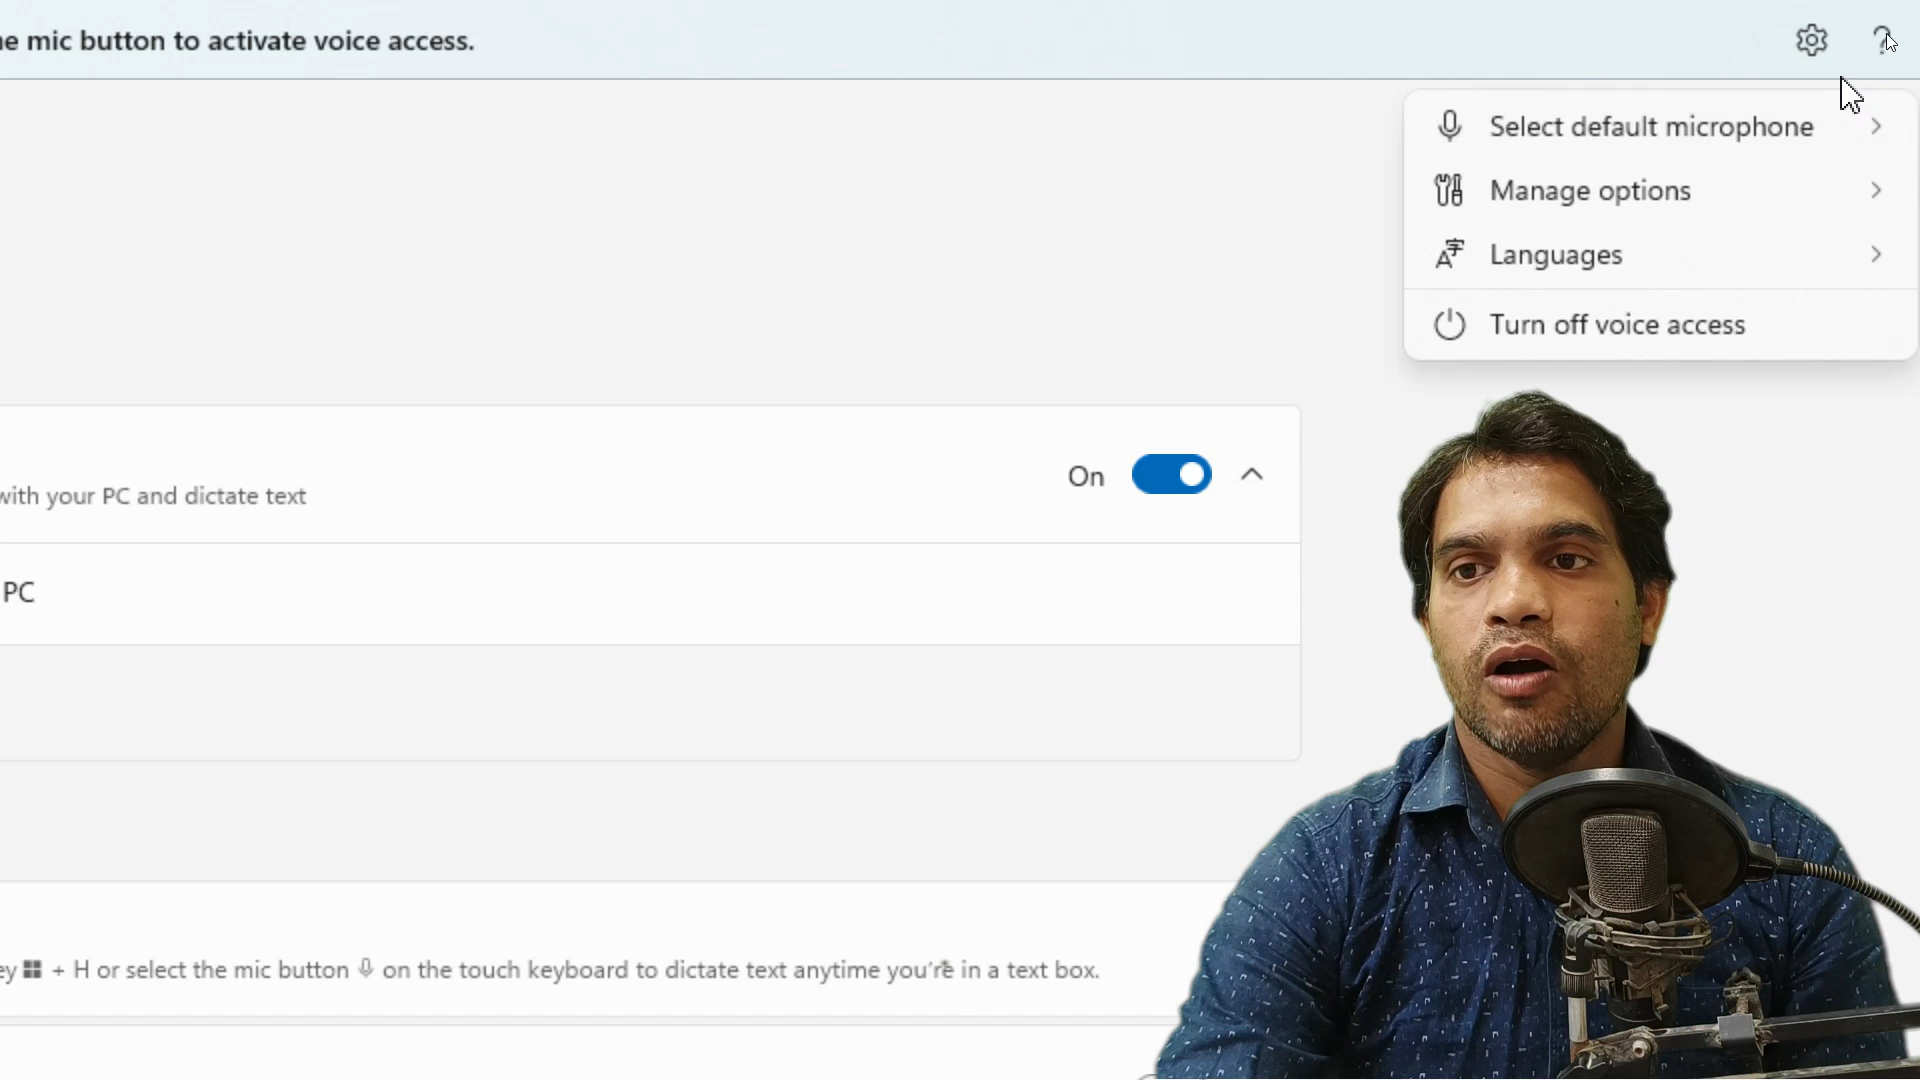 mic button to activate voice access.
Select default microphone
Manage options
Languages
Turn off voice access
On
with your PC and dictate text
PC
+ H or select the mic button on the touch keyboard to dictate text anytime you're in a text box.